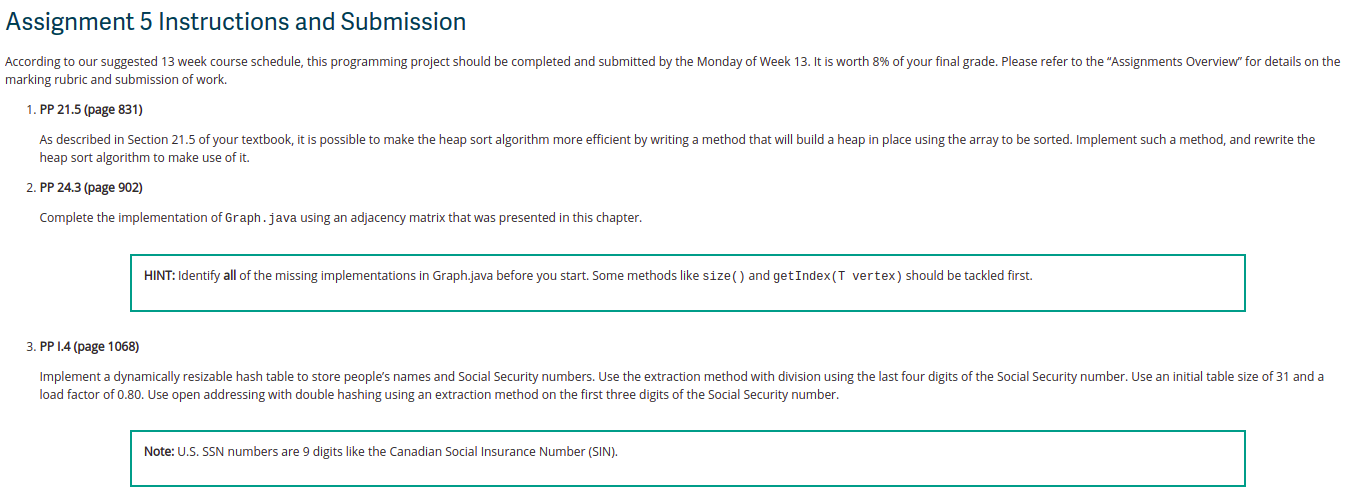 Assignment 5 Instructions and Submission
According to our suggested 13 week course schedule, this programming project should be completed and submitted by the Monday of Week 13. It is worth 8% of your final grade. Please refer to the “Assignments Overview” for details on the
marking rubric and submission of work.
1. PP 21.5 (page 831)
As described in Section 21.5 of your textbook, it is possible to make the heap sort algorithm more efficient by writing a method that will build a heap in place using the array to be sorted. Implement such a method, and rewrite the
heap sort algorithm to make use of it.
2. PP 24.3 (page 902)
Complete the implementation of Graph.java using an adjacency matrix that was presented in this chapter.
HINT: Identify all of the missing implementations in Graph.java before you start. Some methods like size() and getIndex(T vertex) should be tackled first.
3. PP I.4 (page 1068)
Implement a dynamically resizable hash table to store people’s names and Social Security numbers. Use the extraction method with division using the last four digits of the Social Security number. Use an initial table size of 31 and a
load factor of 0.80. Use open addressing with double hashing using an extraction method on the first three digits of the Social Security number.
Note: U.S. SSN numbers are 9 digits like the Canadian Social Insurance Number (SIN).